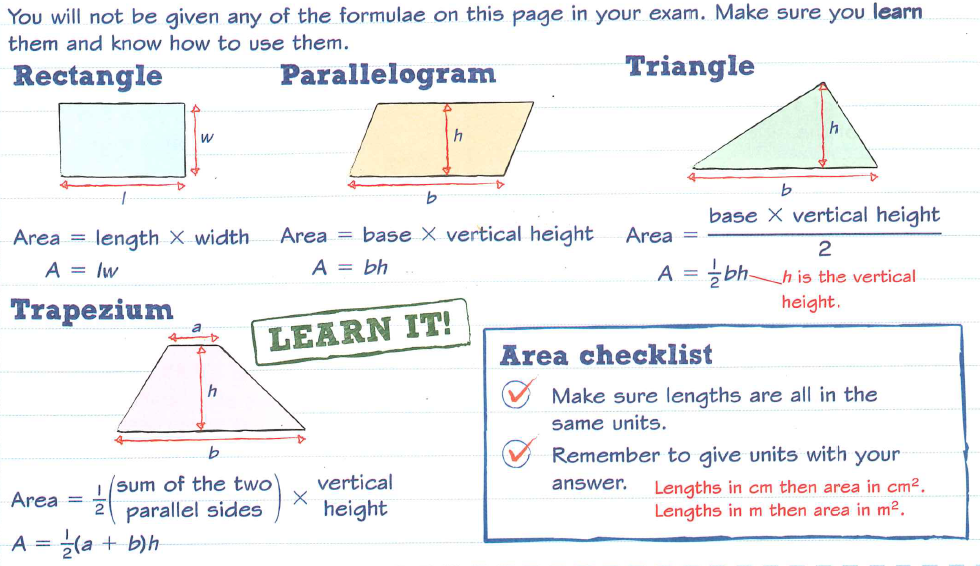 You will not be given any of the formulae on this page in your exam. Make sure you learn
them and know how to use them.
Rectangle
w
l
Area = length × width
A = lw
Parallelogram
h
b
Area = base × vertical height
A = bh
Triangle
h
b
Area = base × vertical height / 2
A = ½bh
h is the vertical
height.
Trapezium
a
h
b
Area = ½(sum of the two parallel sides) × vertical height
A = ½(a + b)h
LEARN IT!
Area checklist
Make sure lengths are all in the
same units.
Remember to give units with your
answer.
Lengths in cm then area in cm².
Lengths in m then area in m².